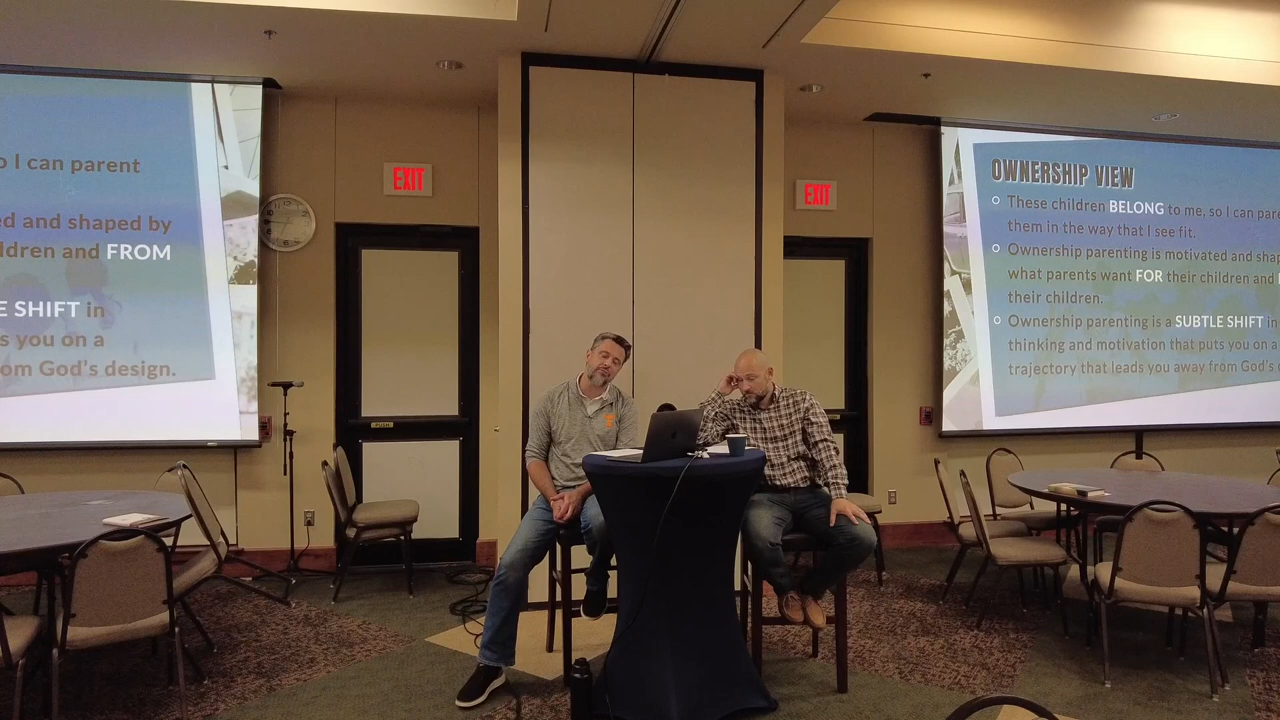 o I can parent
ed and shaped by
ldren and FROM
E SHIFT in
s you on a
om God's design.
EXIT
PUSH
EXIT
OWNERSHIP VIEW
These children BELONG to me, so I can pare
them in the way that I see fit.
Ownership parenting is motivated and shap
what parents want FOR their children and
their children.
Ownership parenting is a SUBTLE SHIFT in
thinking and motivation that puts you on a
trajectory that leads you away from God's